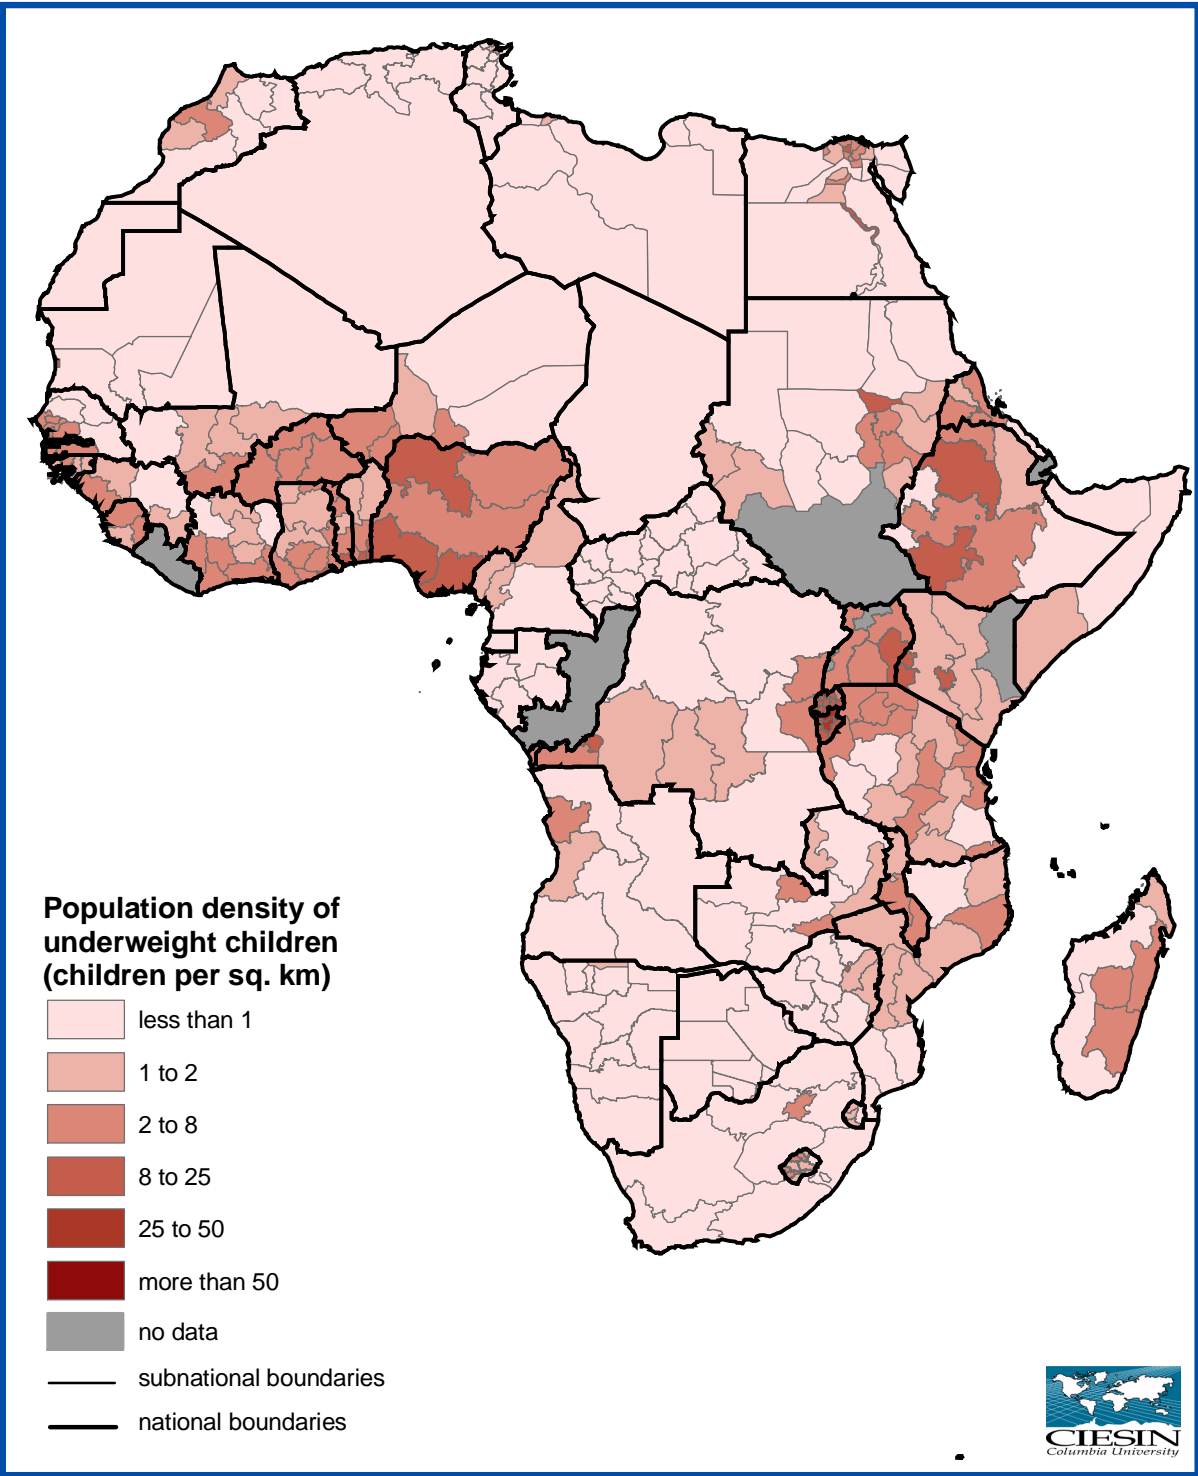 Population density of
underweight children
(children per sq. km)
less than 1
1 to 2
2 to 8
8 to 25
25 to 50
more than 50
no data
subnational boundaries
national boundaries
CIESIN
Columbia University